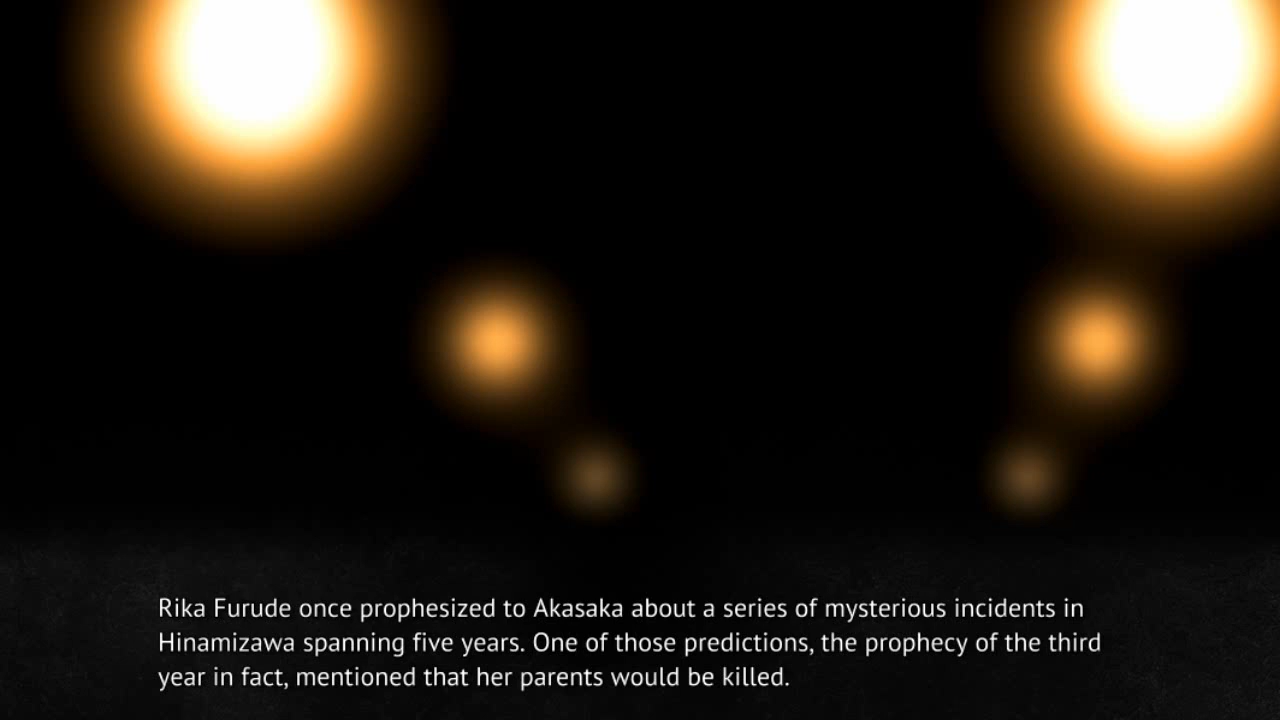 Rika Furude once prophesized to Akasaka about a series of mysterious incidents in
Hinamizawa spanning five years. One of those predictions, the prophecy of the third
year in fact, mentioned that her parents would be killed.